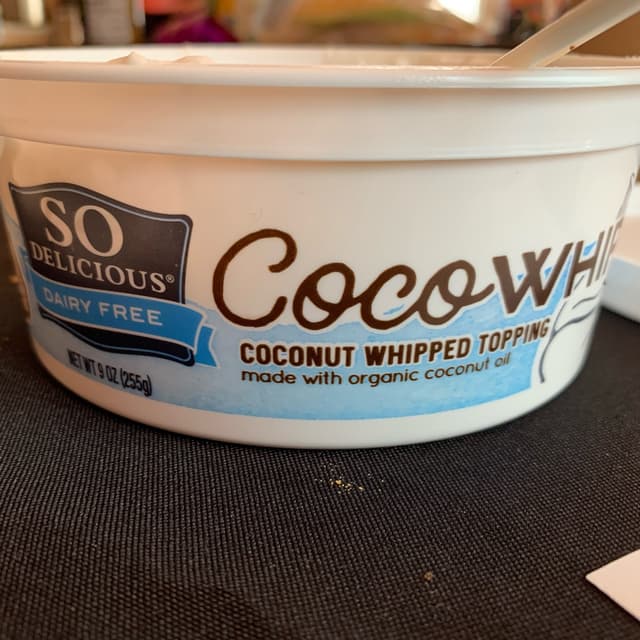 SO
DELICIOUS®
DAIRY FREE
NET WT 9 OZ (255g)
COCOWHI
COCONUT WHIPPED TOPPING
made with organic coconut oil